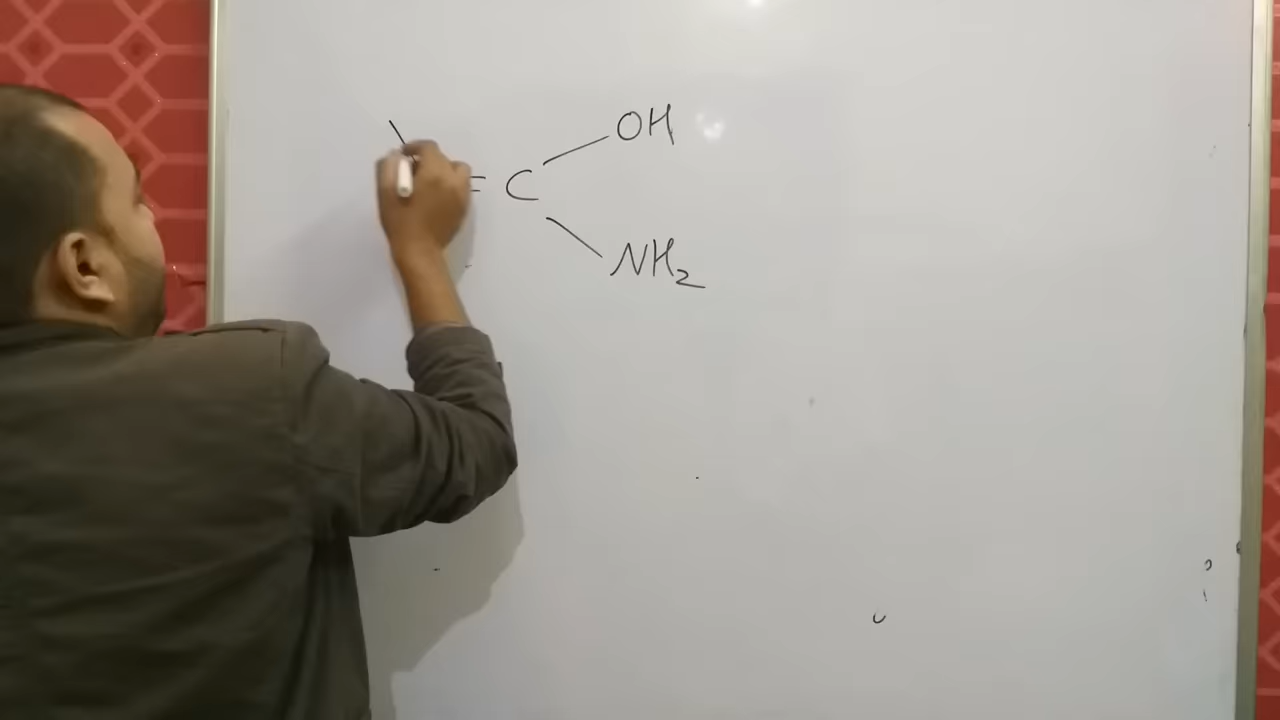 OH
= C
NH₂